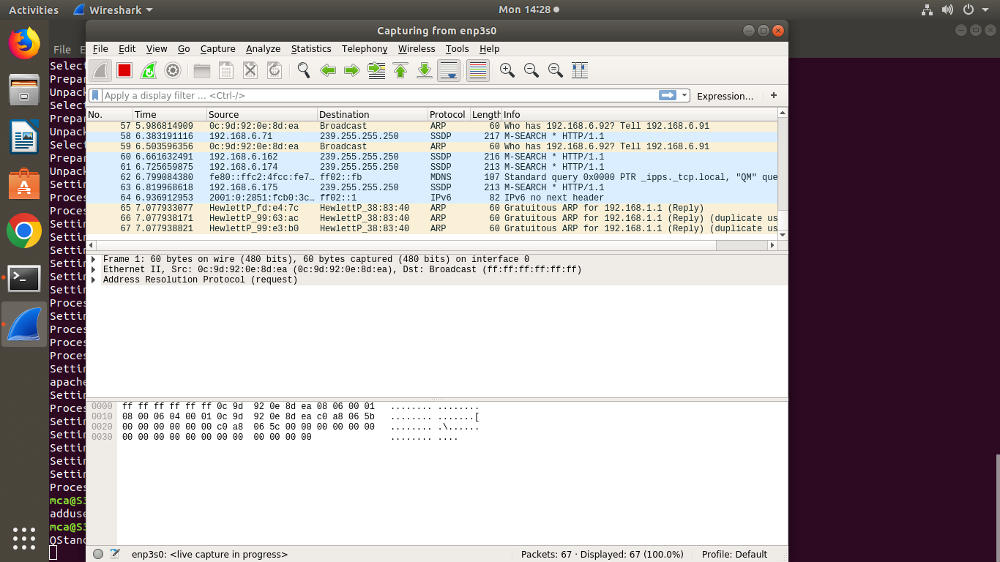 Activities Wireshark Mon 14:28
Capturing from enp3s0
File Edit View Go Capture Analyze Statistics Telephony Wireless Tools Help
Apply a display filter ... <Ctrl-/> Expression... +
No. Time Source Destination Protocol Length Info
57 5.986814909 0c:9d:92:0e:8d:ea Broadcast ARP 60 Who has 192.168.6.92? Tell 192.168.6.91
58 6.383191116 192.168.6.71 239.255.255.250 SSDP 217 M-SEARCH * HTTP/1.1
59 6.503596356 0c:9d:92:0e:8d:ea Broadcast ARP 60 Who has 192.168.6.92? Tell 192.168.6.91
60 6.661632491 192.168.6.162 239.255.255.250 SSDP 216 M-SEARCH * HTTP/1.1
61 6.725659875 192.168.6.174 239.255.255.250 SSDP 213 M-SEARCH * HTTP/1.1
62 6.799084380 fe80::ffc2:4fcc:fe7… ff02::fb MDNS 107 Standard query 0x0000 PTR _ipps._tcp.local, "QM" que
63 6.819968618 192.168.6.175 239.255.255.250 SSDP 213 M-SEARCH * HTTP/1.1
64 6.936912953 2001:0:2851:fcb0:3c… ff02::1 IPv6 82 IPv6 no next header
65 7.077933077 HewlettP_fd:e4:7c HewlettP_38:83:40 ARP 60 Gratuitous ARP for 192.168.1.1 (Reply)
66 7.077938171 HewlettP_99:63:ac HewlettP_38:83:40 ARP 60 Gratuitous ARP for 192.168.1.1 (Reply) (duplicate us
67 7.077938821 HewlettP_99:e3:b0 HewlettP_38:83:40 ARP 60 Gratuitous ARP for 192.168.1.1 (Reply) (duplicate us
Frame 1: 60 bytes on wire (480 bits), 60 bytes captured (480 bits) on interface 0
Ethernet II, Src: 0c:9d:92:0e:8d:ea (0c:9d:92:0e:8d:ea), Dst: Broadcast (ff:ff:ff:ff:ff:ff)
Address Resolution Protocol (request)
0000 ff ff ff ff ff ff 0c 9d 92 0e 8d ea 08 06 00 01 ........ ........
0010 08 00 06 04 00 01 0c 9d 92 0e 8d ea c0 a8 06 5b ........ .......[
0020 00 00 00 00 00 00 c0 a8 06 5c 00 00 00 00 00 00 ........ .\......
0030 00 00 00 00 00 00 00 00 00 00 00 00 ........ ....
enp3s0: <live capture in progress> Packets: 67 · Displayed: 67 (100.0%) Profile: Default
File E
Select
Prepar
Unpack
Select
Prepar
Unpack
Select
Prepar
Unpack
Settin
Proces
Proces
Settin
Settin
Settin
Settin
Settin
Settin
Proces
Settin
Proces
Proces
Proces
Settin
apache
Settin
Proces
Settin
Settin
Settin
Settin
Settin
Proces
mca@S3
adduse
mca@S3
QStand